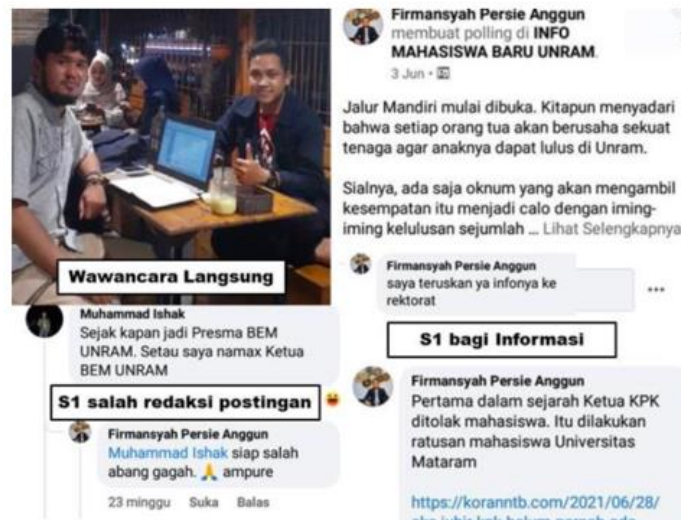 Wawancara Langsung
Muhammad Ishak
Sejak kapan jadi Presma BEM
UNRAM. Setau saya namax Ketua
BEM UNRAM
S1 salah redaksi postingan
Firmansyah Persie Anggun
Muhammad Ishak siap salah
abang gagah. 🙏 ampure
23 minggu Suka Balas
Firmansyah Persie Anggun
membuat polling di INFO
MAHASISWA BARU UNRAM.
3 Jun
Jalur Mandiri mulai dibuka. Kitapun menyadari
bahwa setiap orang tua akan berusaha sekuat
tenaga agar anaknya dapat lulus di Unram.
Sialnya, ada saja oknum yang akan mengambil
kesempatan itu menjadi calo dengan iming-
iming kelulusan sejumlah ... Lihat Selengkapnya
Firmansyah Persie Anggun
saya teruskan ya infonya ke
rektorat
S1 bagi Informasi
Firmansyah Persie Anggun
Pertama dalam sejarah Ketua KPK
ditolak mahasiswa. Itu dilakukan
ratusan mahasiswa Universitas
Mataram
https://koranntb.com/2021/06/28/